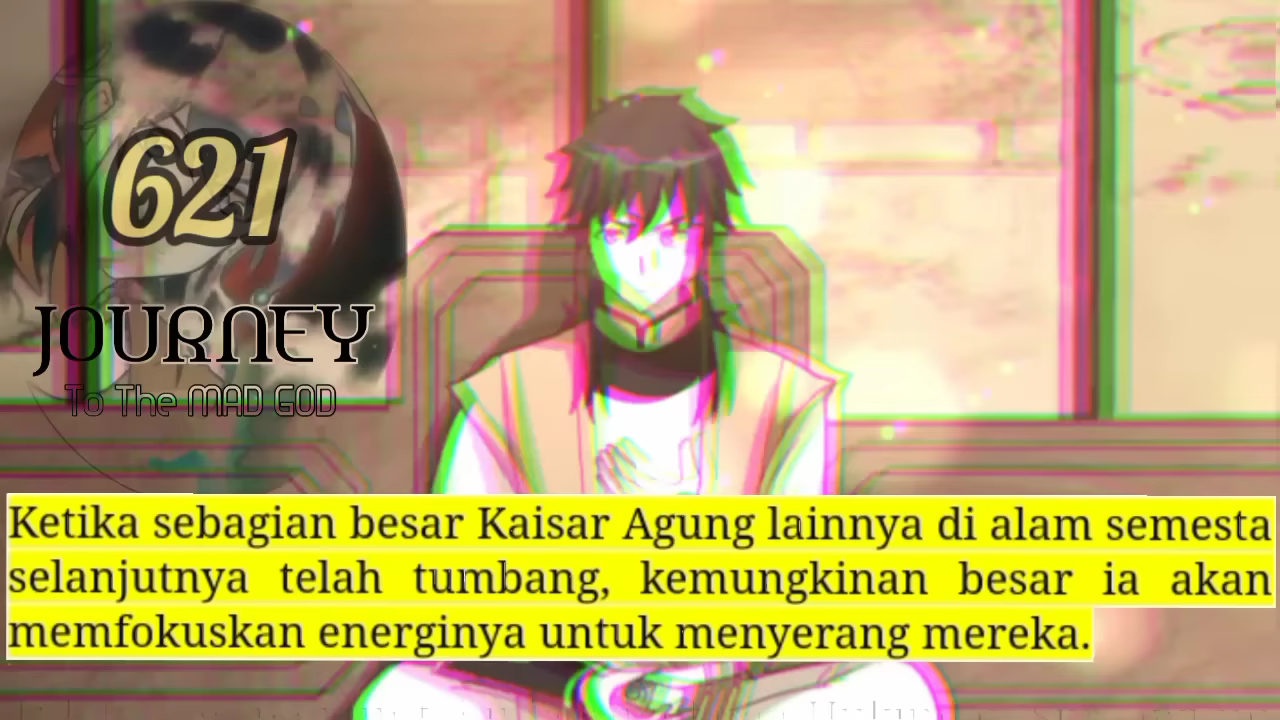 621
JOURNEY
To The MAD GOD
Ketika sebagian besar Kaisar Agung lainnya di alam semesta
selanjutnya telah tumbang, kemungkinan besar ia akan
memfokuskan energinya untuk menyerang mereka.